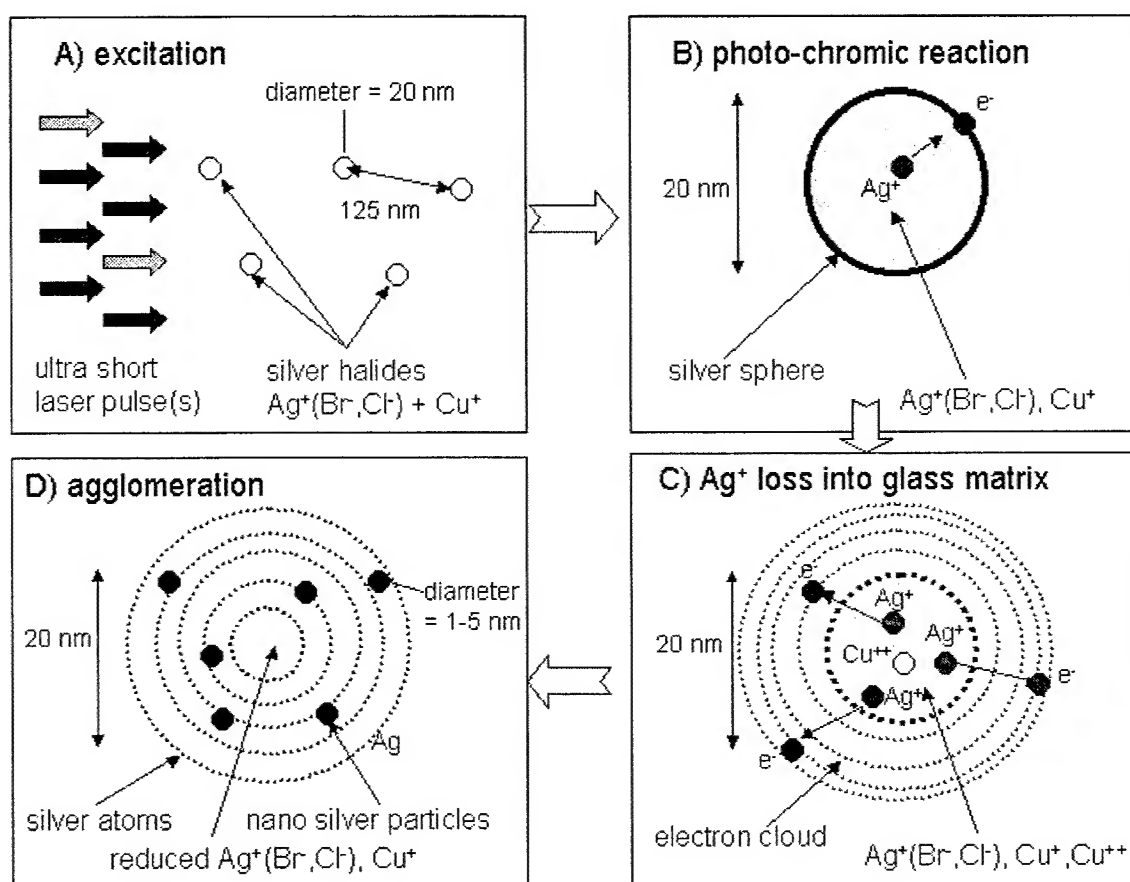 A) excitation
diameter = 20 nm
125 nm
ultra short
laser pulse(s)
silver halides
Ag⁺(Br⁻,Cl⁻) + Cu⁺
B) photo-chromic reaction
e⁻
20 nm
Ag⁺
silver sphere
Ag⁺(Br⁻,Cl⁻), Cu⁺
C) Ag⁺ loss into glass matrix
e⁻
Ag⁺
20 nm
Ag⁺
Cu⁺⁺
e⁻
Ag⁺
e⁻
electron cloud
Ag⁺(Br⁻,Cl⁻), Cu⁺,Cu⁺⁺
D) agglomeration
diameter
= 1-5 nm
20 nm
Ag
silver atoms
nano silver particles
reduced Ag⁺(Br⁻,Cl⁻), Cu⁺